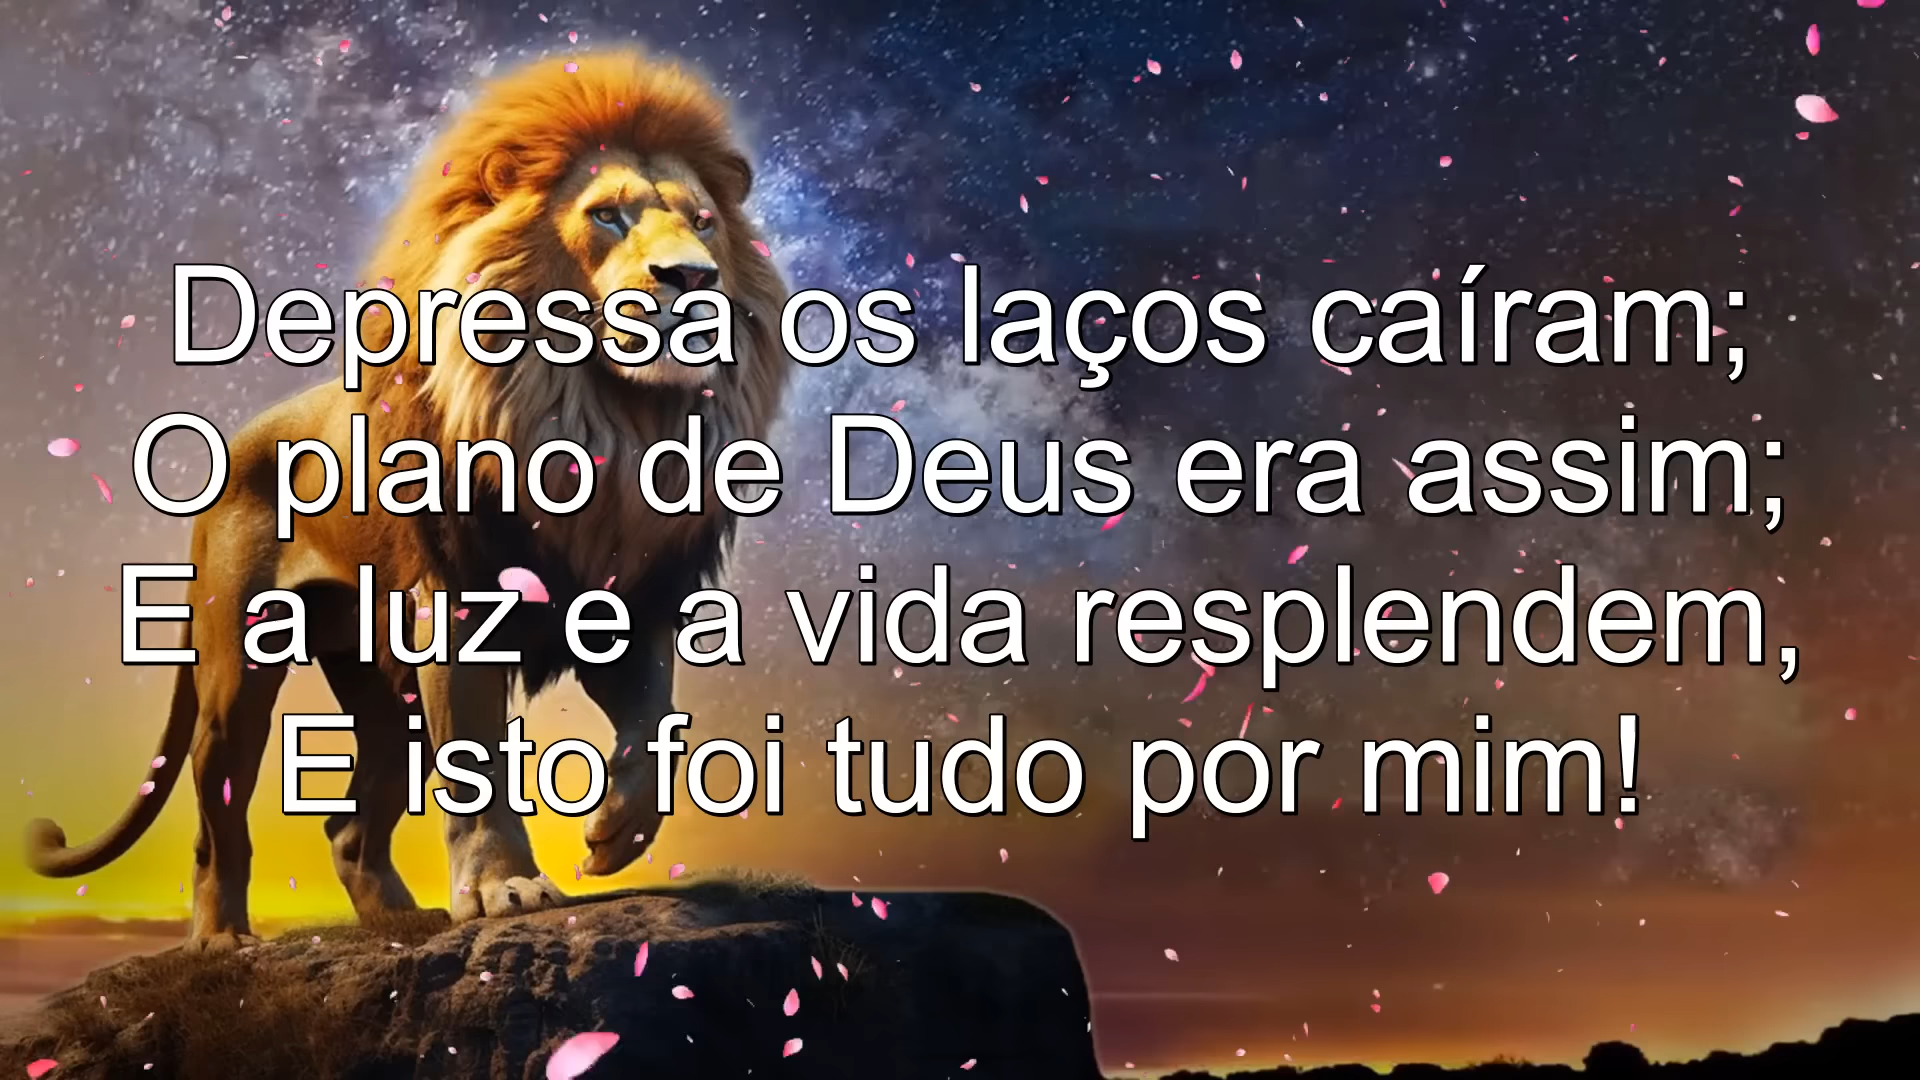 Depressa os laços caíram;
O plano de Deus era assim;
E a luz e a vida resplendem,
E isto foi tudo por mim!